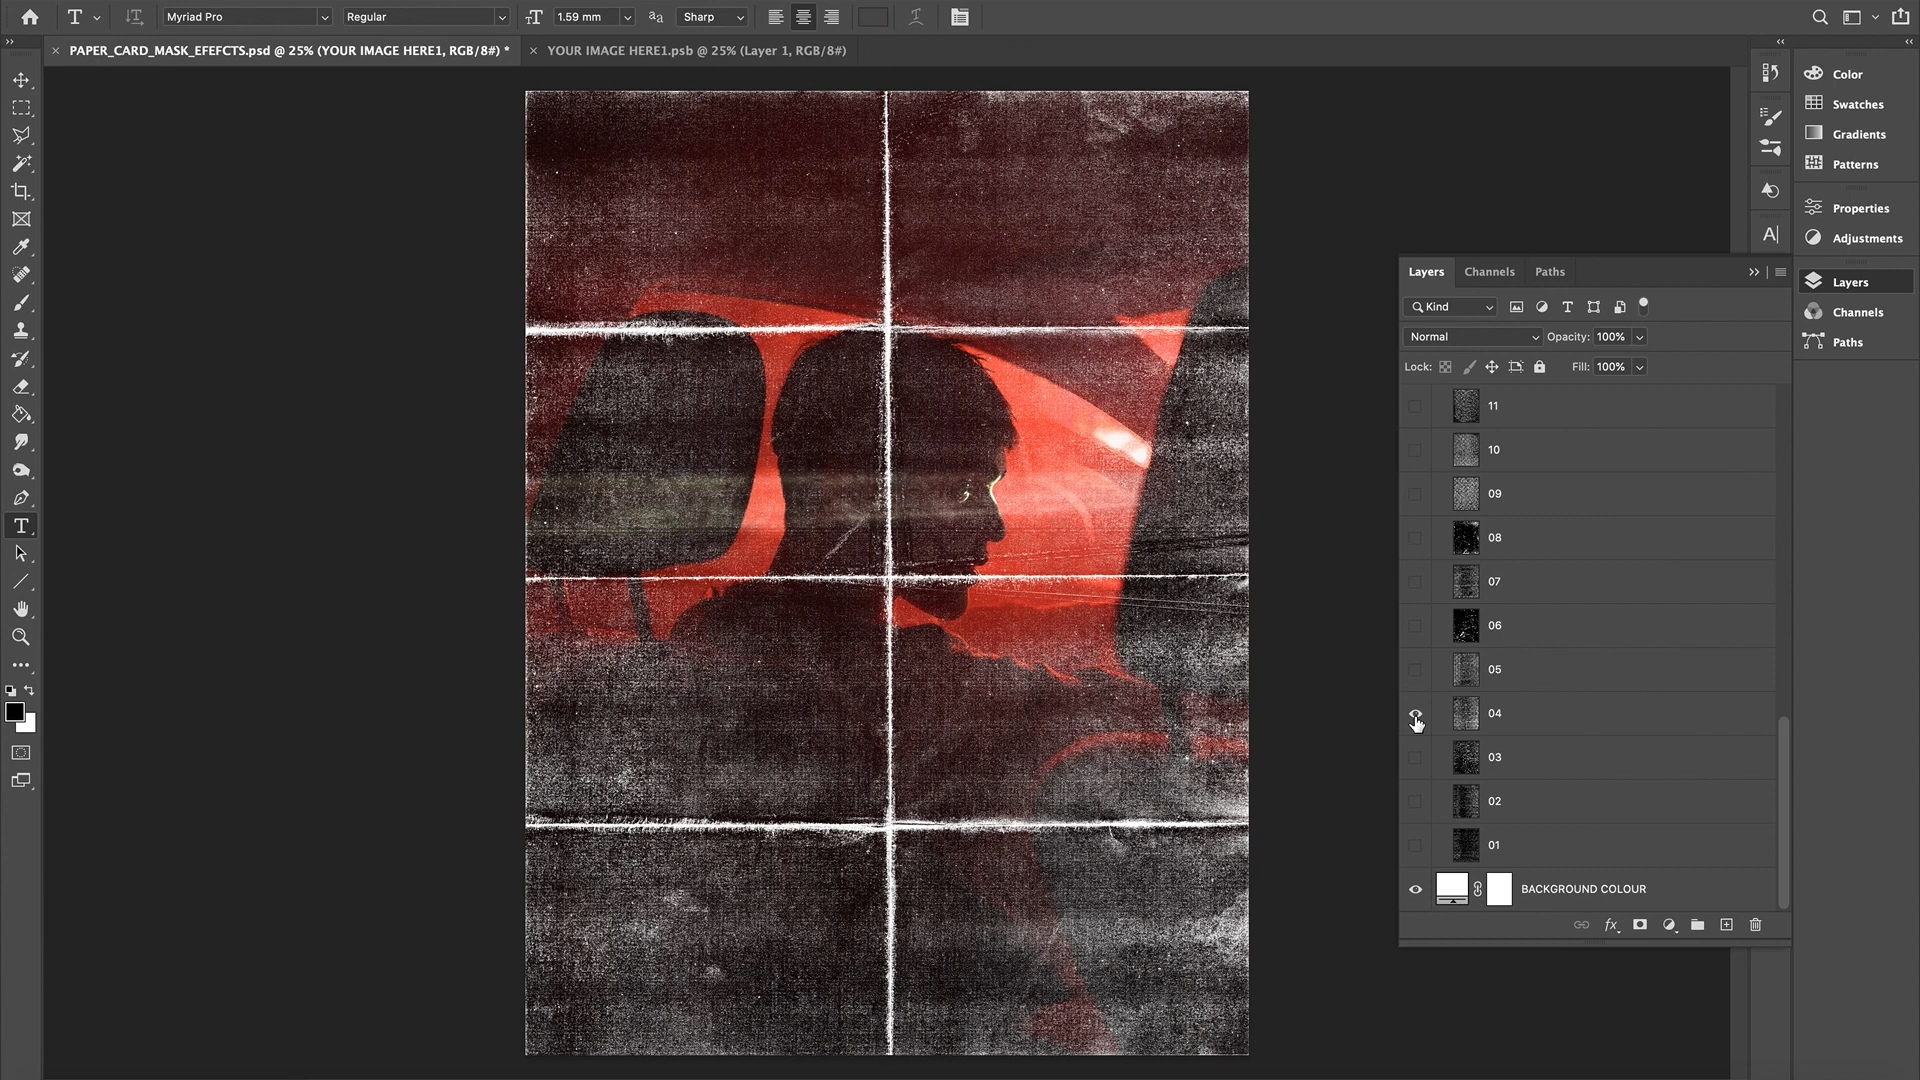 T Myriad Pro Regular 1.59 mm aa Sharp
PAPER_CARD_MASK_EFEFCTS.psd @ 25% (YOUR IMAGE HERE1, RGB/8#) *
YOUR IMAGE HERE1.psb @ 25% (Layer 1, RGB/8#)
Color
Swatches
Gradients
Patterns
Properties
Adjustments
Layers
Channels
Paths
Layers Channels Paths
Kind
Normal Opacity: 100%
Lock: Fill: 100%
11
10
09
08
07
06
05
04
03
02
01
BACKGROUND COLOUR
fx